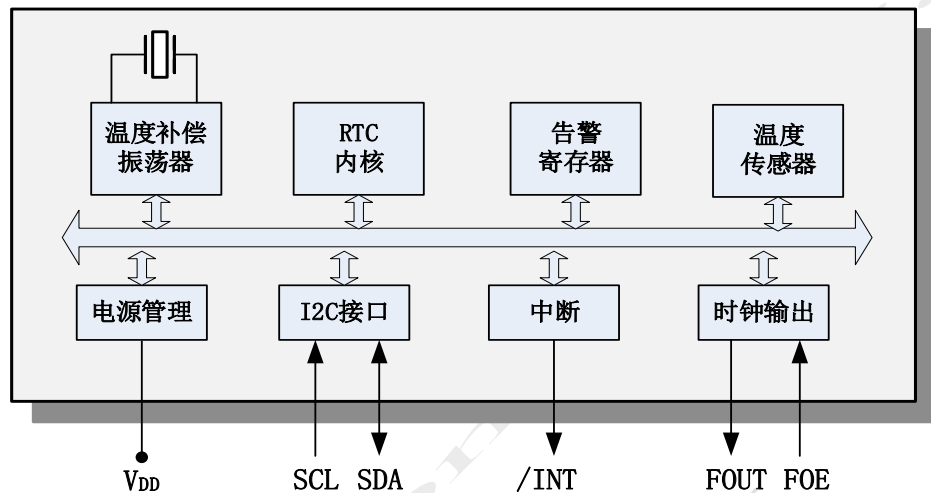 温度补偿
振荡器
RTC
内核
告警
寄存器
温度
传感器
电源管理
I2C接口
中断
时钟输出
VDD
SCL SDA
/INT
FOUT FOE